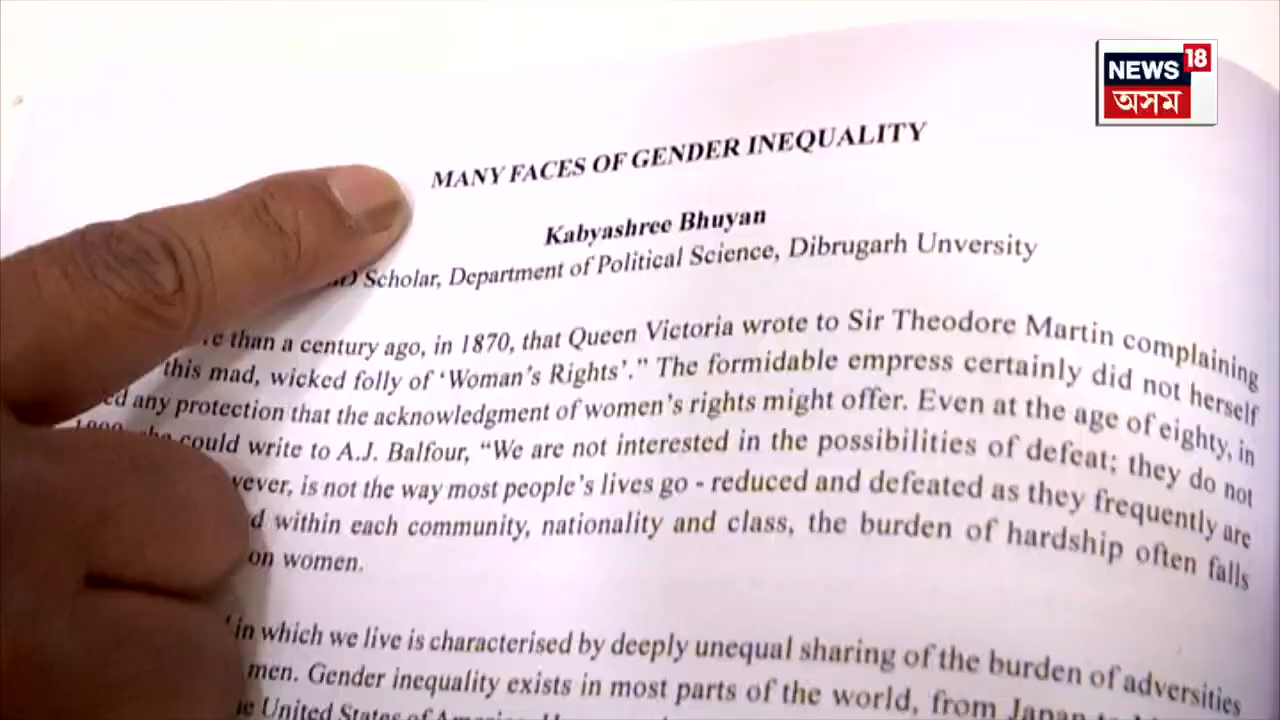 NEWS 18
অসম
MANY FACES OF GENDER INEQUALITY
Kabyashree Bhuyan
Scholar, Department of Political Science, Dibrugarh Unversity
than a century ago, in 1870, that Queen Victoria wrote to Sir Theodore Martin complaining
this mad, wicked folly of ‘Woman’s Rights’.” The formidable empress certainly did not herself
any protection that the acknowledgment of women’s rights might offer. Even at the age of eighty, in
could write to A.J. Balfour, “We are not interested in the possibilities of defeat; they do not
is not the way most people’s lives go - reduced and defeated as they frequently are
within each community, nationality and class, the burden of hardship often falls
on women.
in which we live is characterised by deeply unequal sharing of the burden of adversities
men. Gender inequality exists in most parts of the world, from Japan
United States of